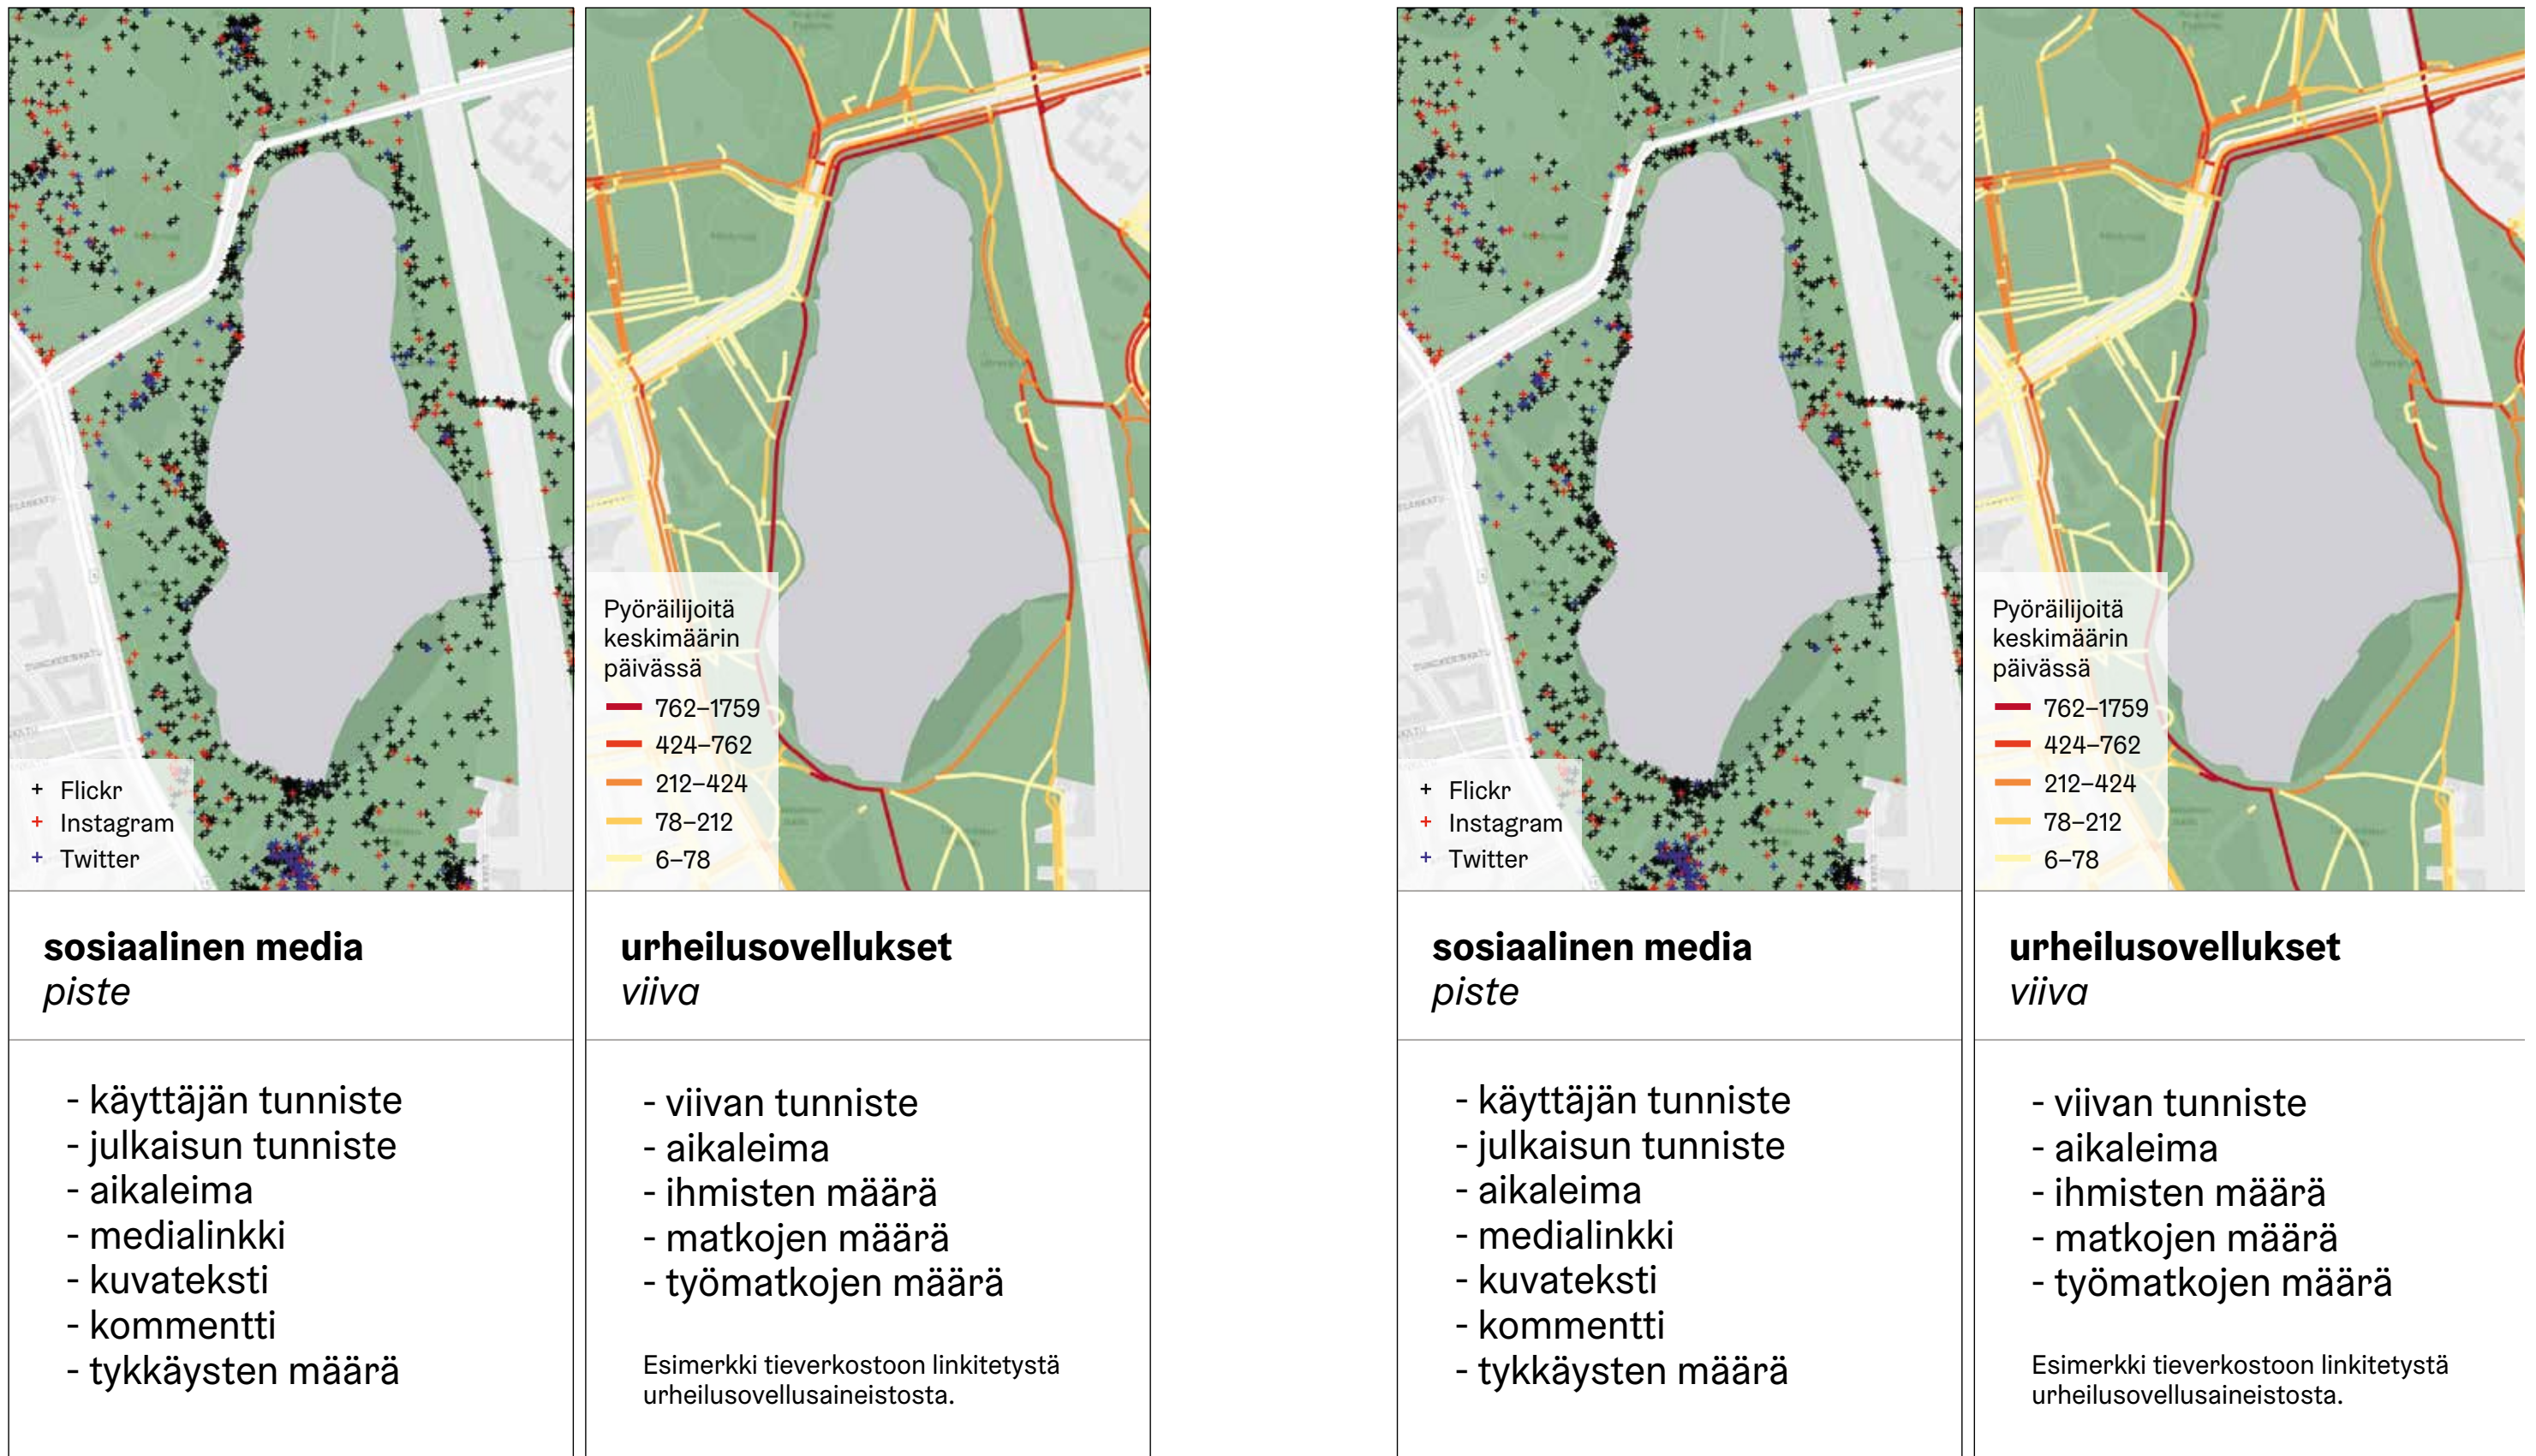 Flickr
Instagram
Twitter
sosiaalinen media
piste
- käyttäjän tunniste
- julkaisun tunniste
- aikaleima
- medialinkki
- kuvateksti
- kommentti
- tykkäysten määrä
Pyöräilijoitä
keskimäärin
päivässä
762–1759
424–762
212–424
78–212
6–78
urheilusovellukset
viiva
- viivan tunniste
- aikaleima
- ihmisten määrä
- matkojen määrä
- työmatkojen määrä
Esimerkki tieverkostoon linkitetystä
urheilusovellusaineistosta.
Flickr
Instagram
Twitter
sosiaalinen media
piste
- käyttäjän tunniste
- julkaisun tunniste
- aikaleima
- medialinkki
- kuvateksti
- kommentti
- tykkäysten määrä
Pyöräilijoitä
keskimäärin
päivässä
762–1759
424–762
212–424
78–212
6–78
urheilusovellukset
viiva
- viivan tunniste
- aikaleima
- ihmisten määrä
- matkojen määrä
- työmatkojen määrä
Esimerkki tieverkostoon linkitetystä
urheilusovellusaineistosta.